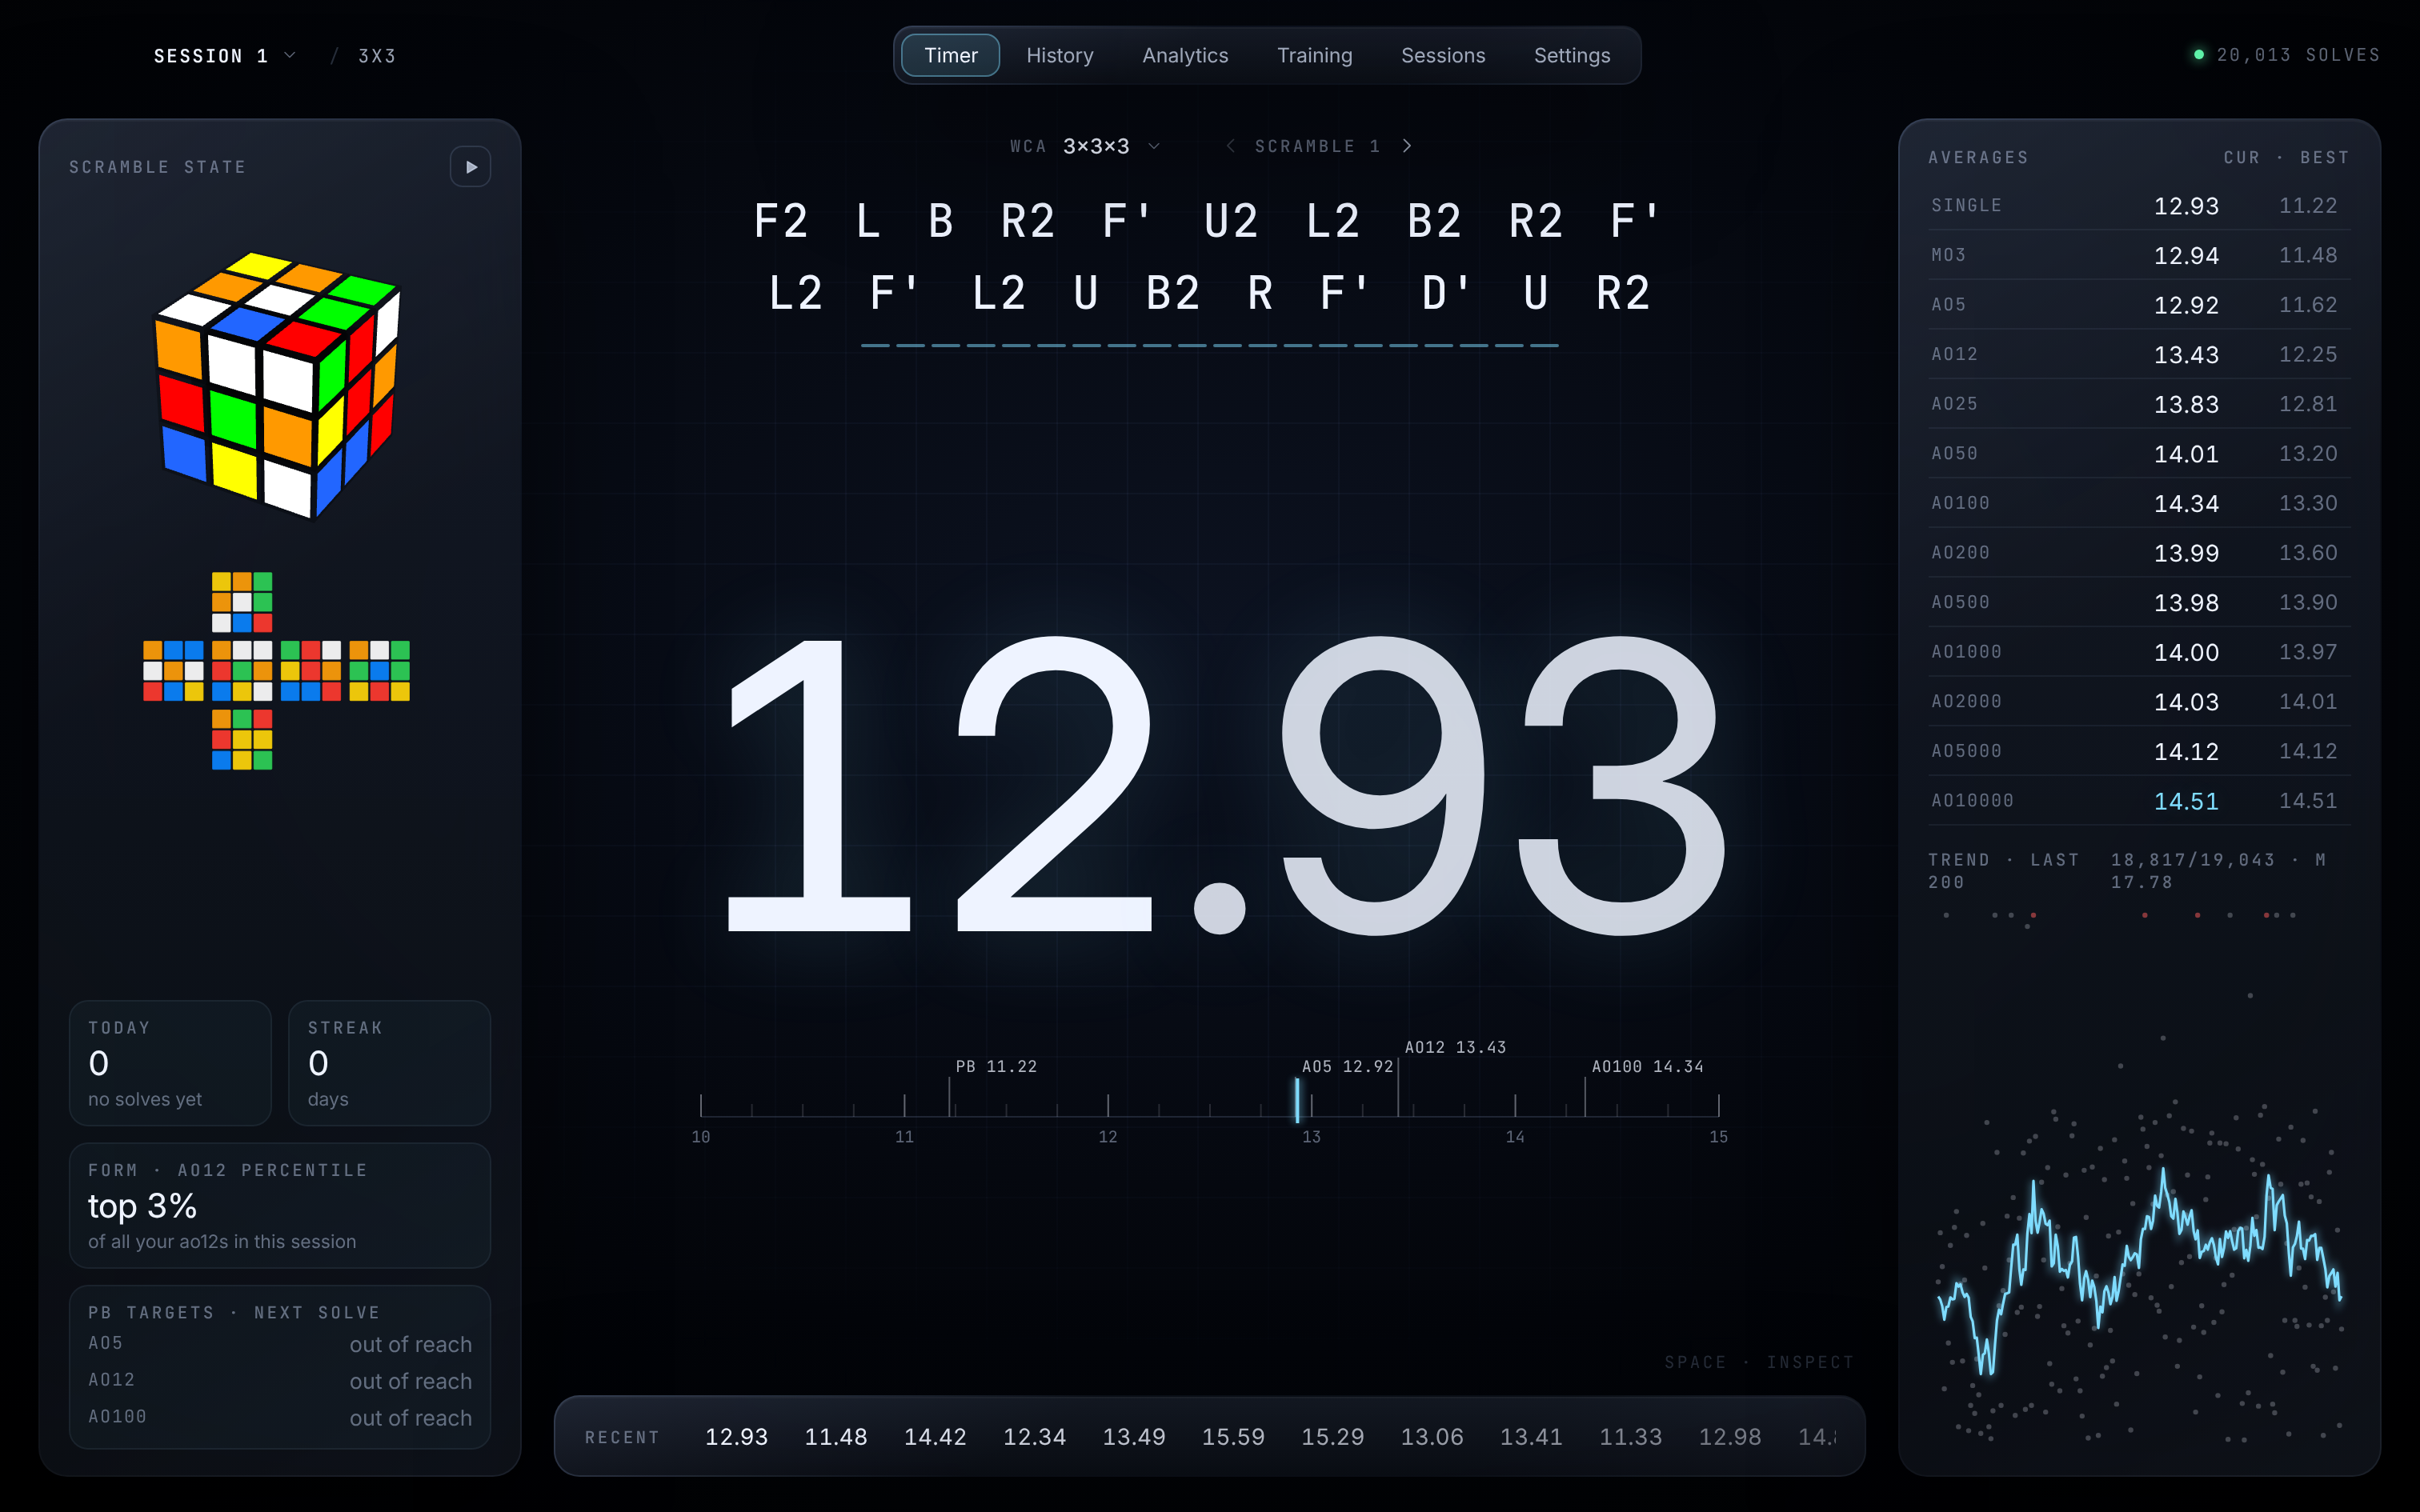 SESSION 1 / 3X3
Timer History Analytics Training Sessions Settings
20,013 SOLVES
SCRAMBLE STATE
WCA 3×3×3 SCRAMBLE 1
F2 L B R2 F' U2 L2 B2 R2 F'
L2 F' L2 U B2 R F' D' U R2
12.93
PB 11.22
AO5 12.92
AO12 13.43
AO100 14.34
10 11 12 13 14 15
TODAY
0
no solves yet
STREAK
0
days
FORM · AO12 PERCENTILE
top 3%
of all your ao12s in this session
PB TARGETS · NEXT SOLVE
AO5 out of reach
AO12 out of reach
AO100 out of reach
SPACE · INSPECT
RECENT 12.93 11.48 14.42 12.34 13.49 15.59 15.29 13.06 13.41 11.33 12.98
AVERAGES CUR · BEST
SINGLE 12.93 11.22
MO3 12.94 11.48
AO5 12.92 11.62
AO12 13.43 12.25
AO25 13.83 12.81
AO50 14.01 13.20
AO100 14.34 13.30
AO200 13.99 13.60
AO500 13.98 13.90
AO1000 14.00 13.97
AO2000 14.03 14.01
AO5000 14.12 14.12
AO10000 14.51 14.51
TREND · LAST 200
18,817/19,043 · M 17.78